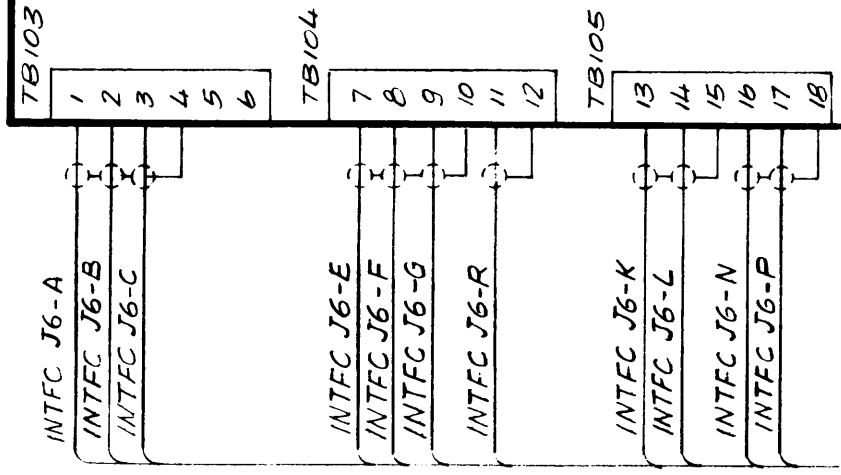 TB103
1
2
3
4
5
6
TB104
7
8
9
10
11
12
TB105
13
14
15
16
17
18
INTFC J6-A
INTFC J6-B
INTFC J6-C
INTFC J6-E
INTFC J6-F
INTFC J6-G
INTFC J6-R
INTFC J6-K
INTFC J6-L
INTFC J6-N
INTFC J6-P